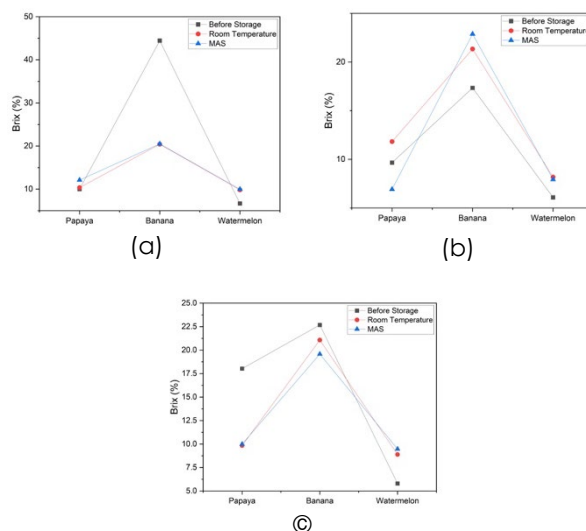 50
40
30
20
10
Brix (%)
Before Storage
Room Temperature
MAS
Papaya Banana Watermelon
(a)
20
10
Brix (%)
Before Storage
Room Temperature
MAS
Papaya Banana Watermelon
(b)
25.0
22.5
20.0
17.5
15.0
12.5
10.0
7.5
5.0
Brix (%)
Before Storage
Room Temperature
MAS
Papaya Banana Watermelon
©